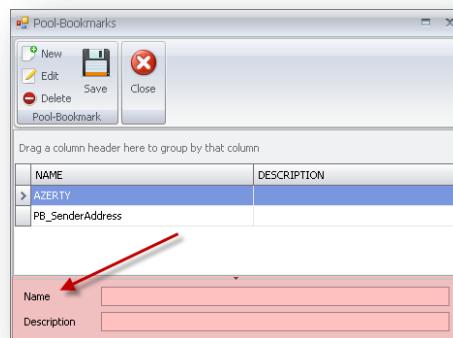 Pool-Bookmarks
New
Edit
Delete
Save
Close
Pool-Bookmark
Drag a column header here to group by that column
NAME DESCRIPTION
AZERTY
PB_SenderAddress
Name
Description